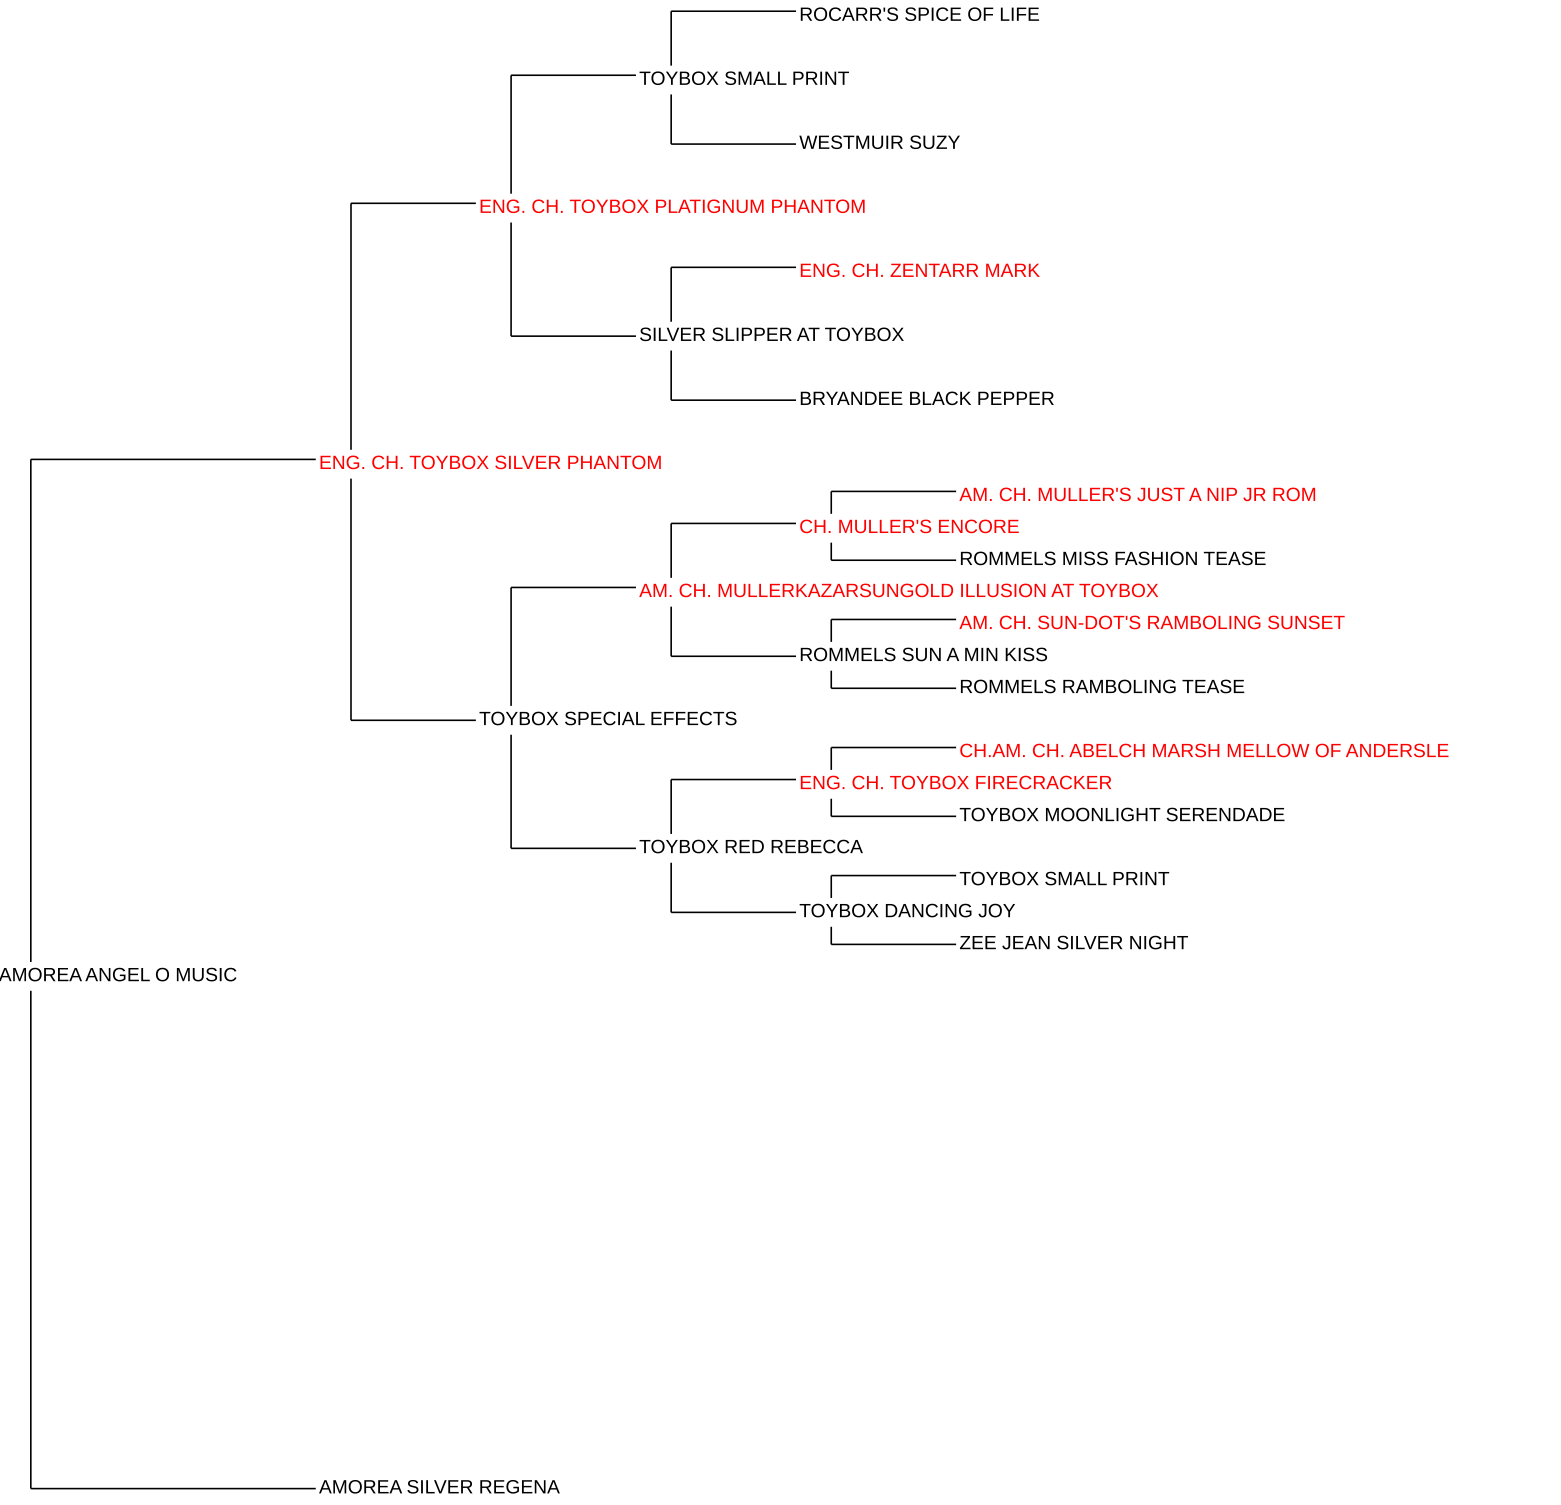 ROCARR'S SPICE OF LIFE
TOYBOX SMALL PRINT
WESTMUIR SUZY
ENG. CH. TOYBOX PLATIGNUM PHANTOM
ENG. CH. ZENTARR MARK
SILVER SLIPPER AT TOYBOX
BRYANDEE BLACK PEPPER
ENG. CH. TOYBOX SILVER PHANTOM
AM. CH. MULLER'S JUST A NIP JR ROM
CH. MULLER'S ENCORE
ROMMELS MISS FASHION TEASE
AM. CH. MULLERKAZARSUNGOLD ILLUSION AT TOYBOX
AM. CH. SUN-DOT'S RAMBOLING SUNSET
ROMMELS SUN A MIN KISS
ROMMELS RAMBOLING TEASE
TOYBOX SPECIAL EFFECTS
CH.AM. CH. ABELCH MARSH MELLOW OF ANDERSLE
ENG. CH. TOYBOX FIRECRACKER
TOYBOX MOONLIGHT SERENDADE
TOYBOX RED REBECCA
TOYBOX SMALL PRINT
TOYBOX DANCING JOY
ZEE JEAN SILVER NIGHT
AMOREA ANGEL O MUSIC
AMOREA SILVER REGENA